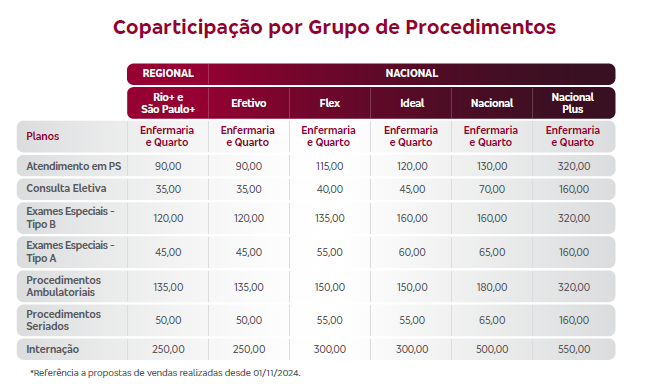 Coparticipação por Grupo de Procedimentos
REGIONAL NACIONAL
Rio+ e São Paulo+ Efetivo Flex Ideal Nacional Nacional Plus
Planos Enfermaria e Quarto Enfermaria e Quarto Enfermaria e Quarto Enfermaria e Quarto Enfermaria e Quarto Enfermaria e Quarto
Atendimento em PS 90,00 90,00 115,00 120,00 130,00 320,00
Consulta Eletiva 35,00 35,00 40,00 45,00 70,00 160,00
Exames Especiais - Tipo B 120,00 120,00 135,00 160,00 160,00 320,00
Exames Especiais - Tipo A 45,00 45,00 55,00 60,00 65,00 160,00
Procedimentos Ambulatoriais 135,00 135,00 150,00 150,00 180,00 320,00
Procedimentos Seriados 50,00 50,00 55,00 55,00 65,00 160,00
Internação 250,00 250,00 300,00 300,00 500,00 550,00
*Referência a propostas de vendas realizadas desde 01/11/2024.